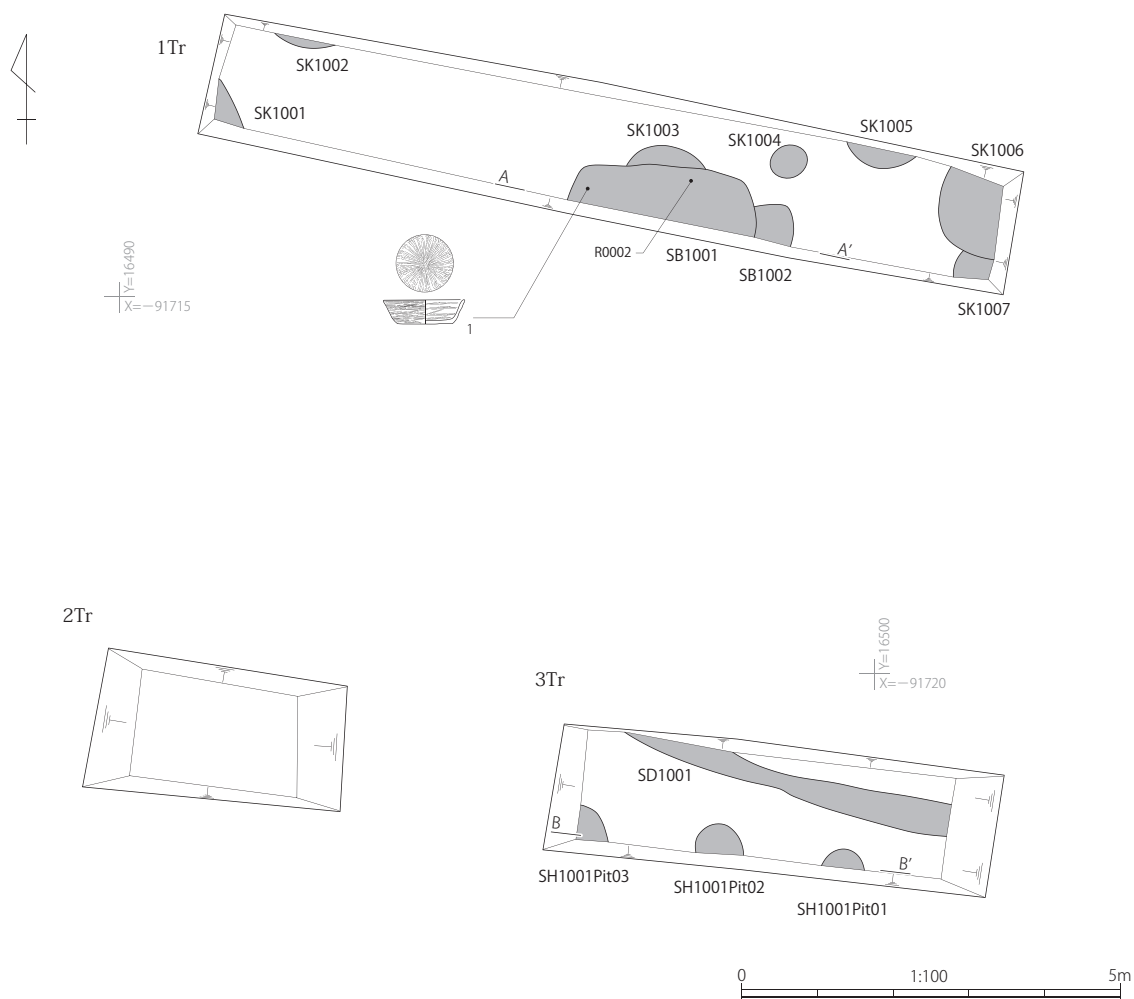 1Tr
SK1002
SK1001
SK1003
SK1004
SK1005
SK1006
A
R0002
SB1001
SB1002
A’
SK1007
Y=16490
X=−91715
1
2Tr
3Tr
Y=16500
X=−91720
SD1001
B
B’
SH1001Pit03
SH1001Pit02
SH1001Pit01
0
1:100
5m